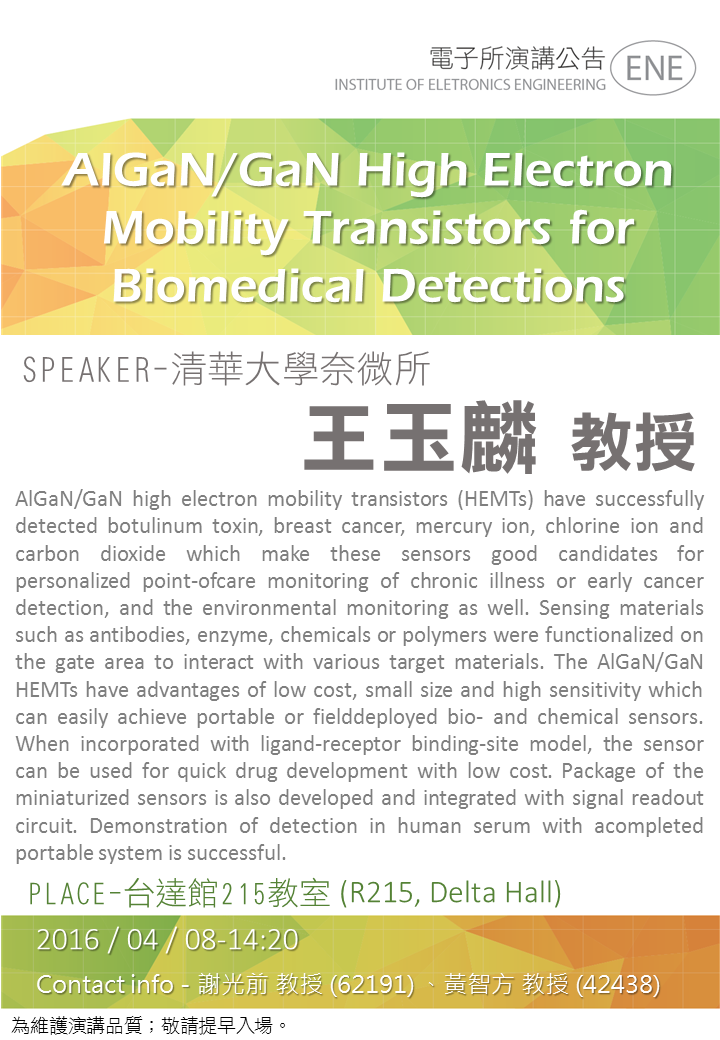 電子所演講公告
ENE
INSTITUTE OF ELETRONICS ENGINEERING
AlGaN/GaN High Electron
Mobility Transistors for
Biomedical Detections
SPEAKER-清華大學奈微所
王玉麟 教授
AlGaN/GaN high electron mobility transistors (HEMTs) have successfully
detected botulinum toxin, breast cancer, mercury ion, chlorine ion and
carbon dioxide which make these sensors good candidates for
personalized point-ofcare monitoring of chronic illness or early cancer
detection, and the environmental monitoring as well. Sensing materials
such as antibodies, enzyme, chemicals or polymers were functionalized on
the gate area to interact with various target materials. The AlGaN/GaN
HEMTs have advantages of low cost, small size and high sensitivity which
can easily achieve portable or fielddeployed bio- and chemical sensors.
When incorporated with ligand-receptor binding-site model, the sensor
can be used for quick drug development with low cost. Package of the
miniaturized sensors is also developed and integrated with signal readout
circuit. Demonstration of detection in human serum with acompleted
portable system is successful.
PLACE-台達館215教室 (R215, Delta Hall)
2016 / 04 / 08-14:20
Contact info - 謝光前 教授 (62191) 、黃智方 教授 (42438)
為維護演講品質；敬請提早入場。